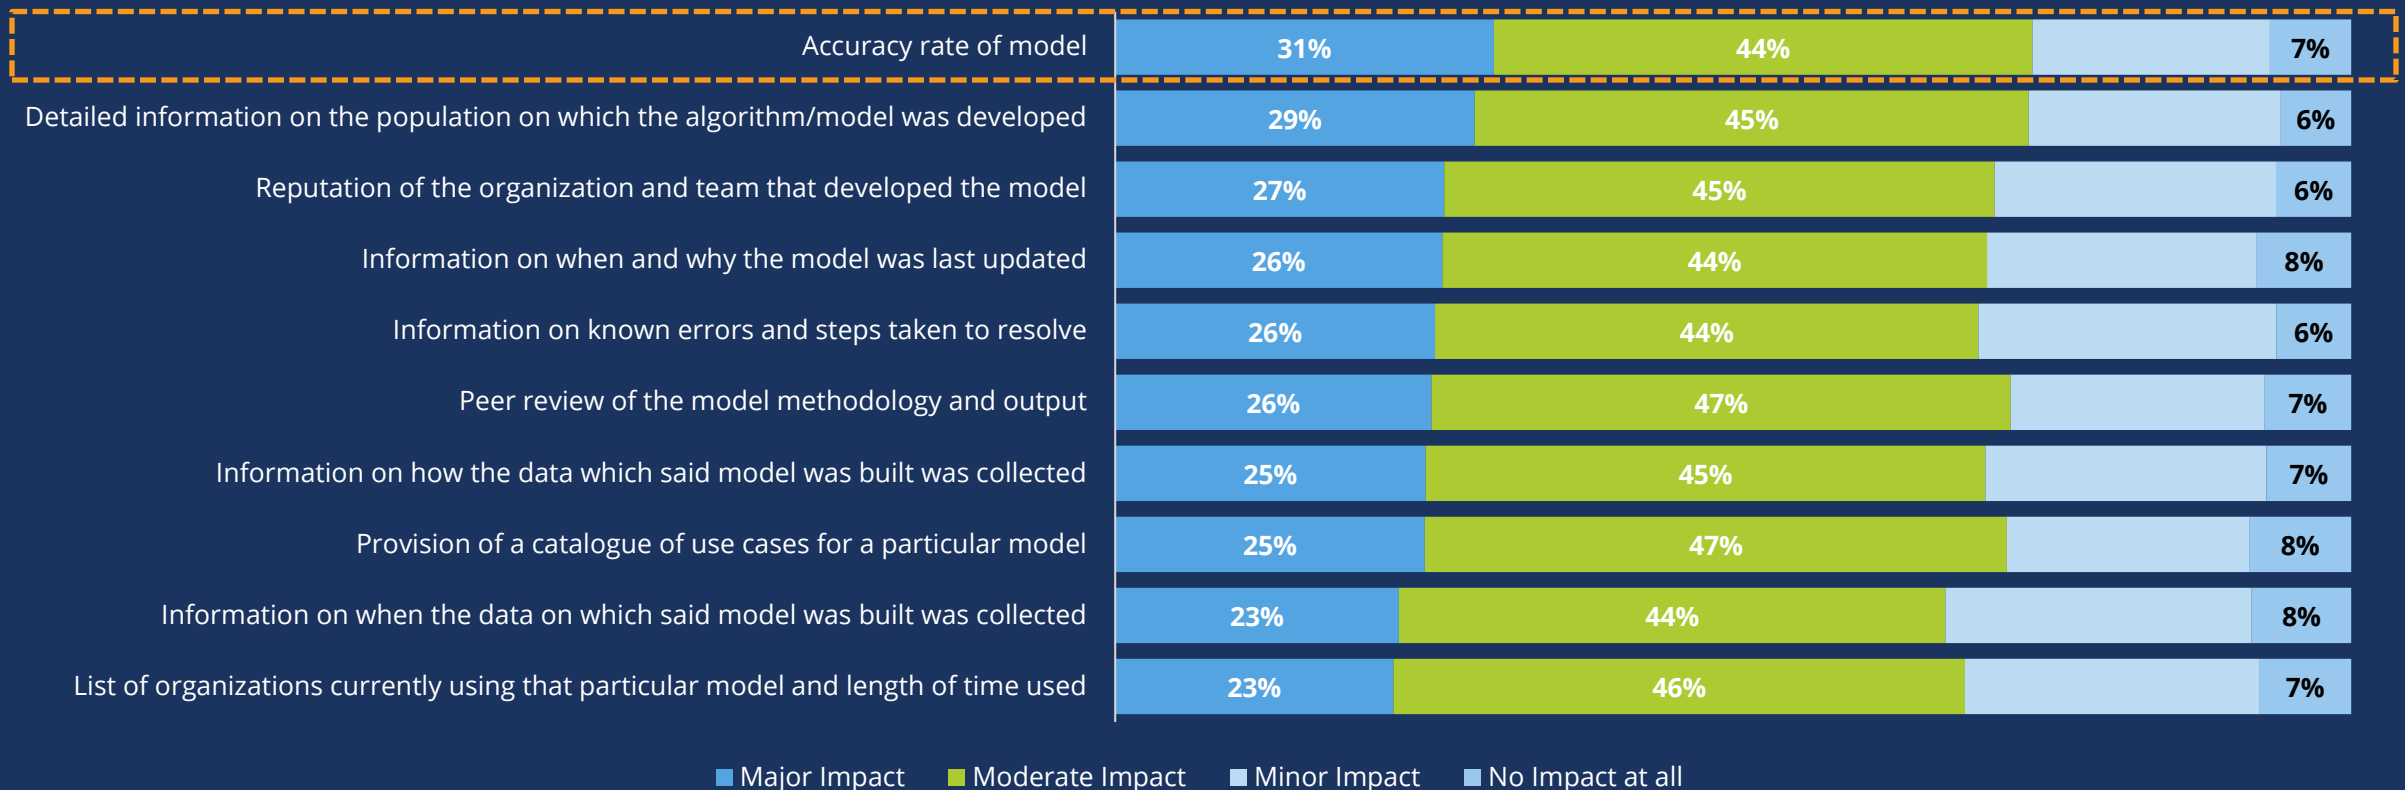 Accuracy rate of model 31% 44% 7%
Detailed information on the population on which the algorithm/model was developed 29% 45% 6%
Reputation of the organization and team that developed the model 27% 45% 6%
Information on when and why the model was last updated 26% 44% 8%
Information on known errors and steps taken to resolve 26% 44% 6%
Peer review of the model methodology and output 26% 47% 7%
Information on how the data which said model was built was collected 25% 45% 7%
Provision of a catalogue of use cases for a particular model 25% 47% 8%
Information on when the data on which said model was built was collected 23% 44% 8%
List of organizations currently using that particular model and length of time used 23% 46% 7%
Major Impact Moderate Impact Minor Impact No Impact at all